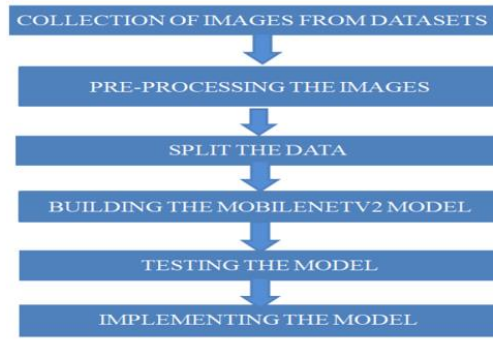 COLLECTION OF IMAGES FROM DATASETS
PRE-PROCESSING THE IMAGES
SPLIT THE DATA
BUILDING THE MOBILENETV2 MODEL
TESTING THE MODEL
IMPLEMENTING THE MODEL